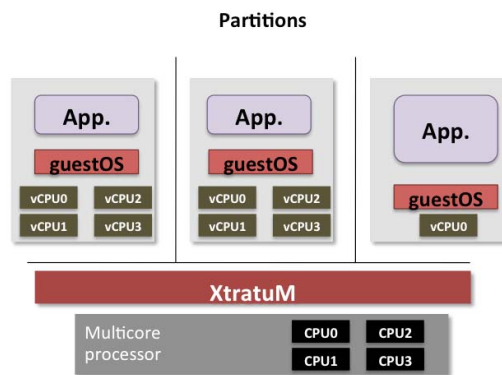 Partitions
App. App. App.
guestOS guestOS
vCPU0 vCPU2 vCPU0 vCPU2 guestOS
vCPU1 vCPU3 vCPU1 vCPU3 vCPU0
XtratuM
Multicore CPU0 CPU2
processor CPU1 CPU3